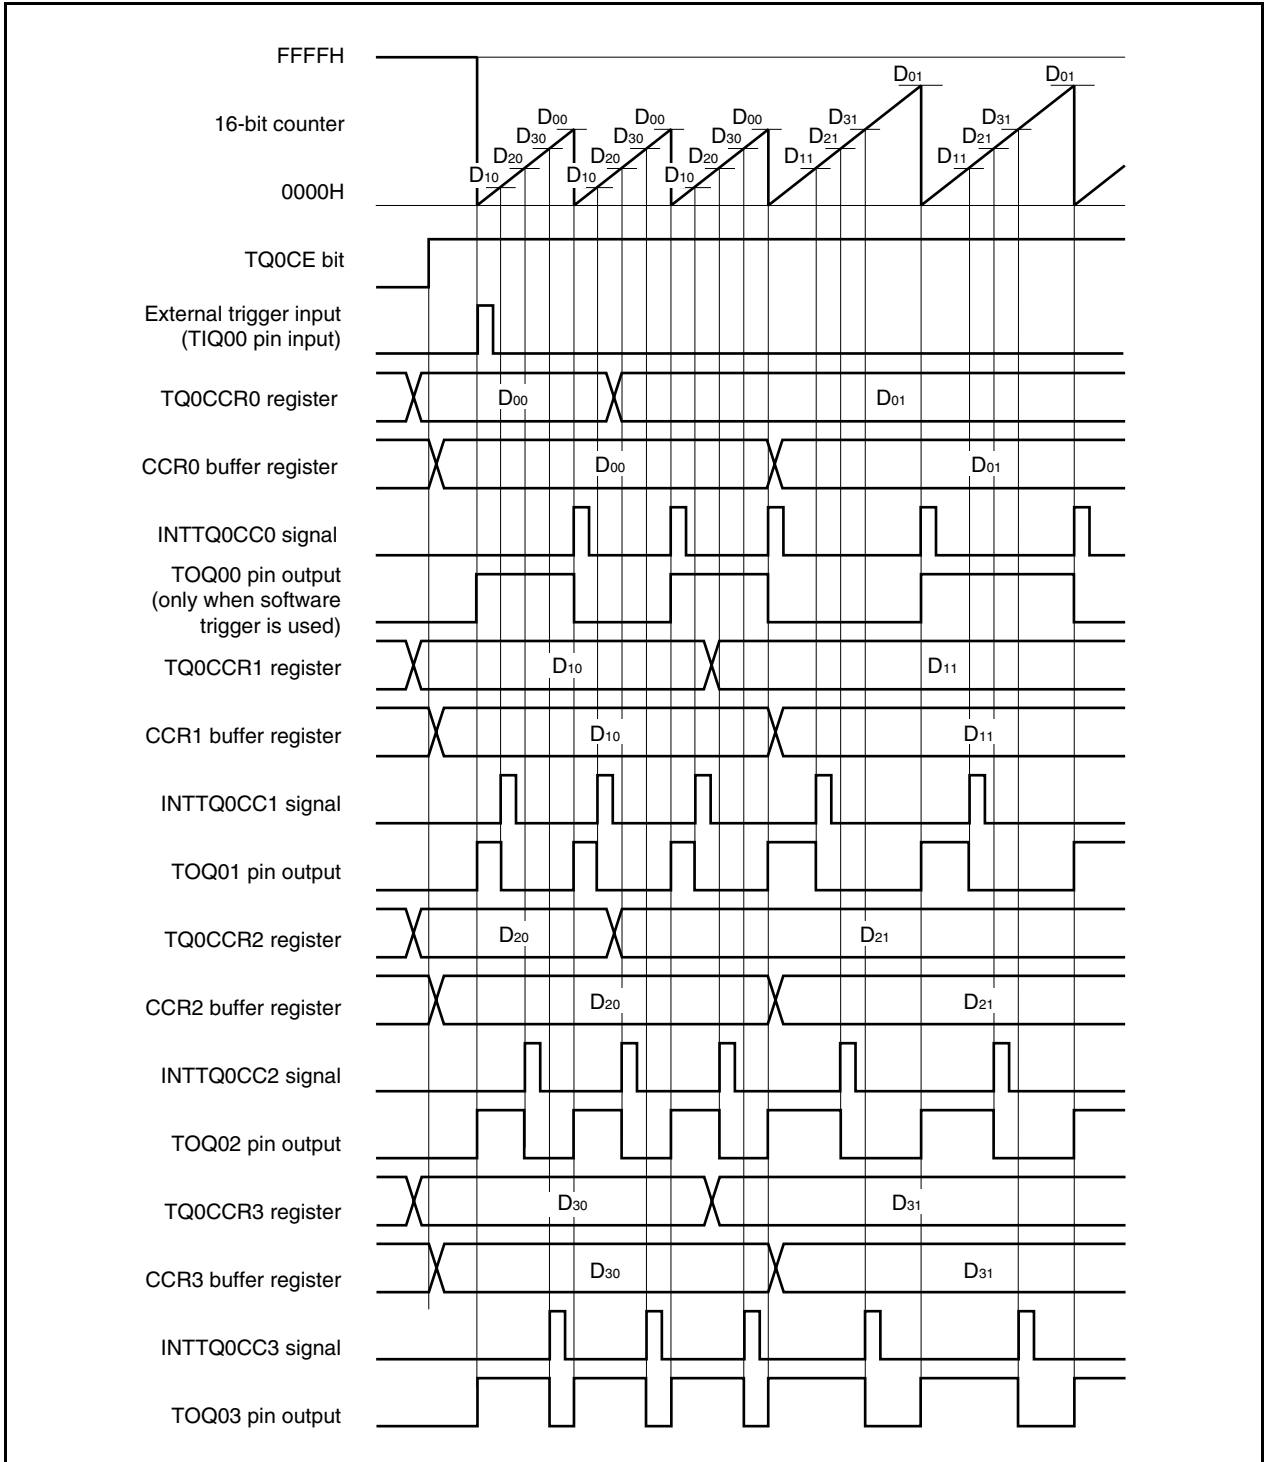 FFFFH
D01 D01
16-bit counter
D00 D00 D00 D31 D31
D30 D30 D30 D21 D21
D20 D20 D20 D11 D11
D10 D10 D10
0000H
TQ0CE bit
External trigger input
(TIQ00 pin input)
TQ0CCR0 register D00 D01
CCR0 buffer register D00 D01
INTTQ0CC0 signal
TOQ00 pin output
(only when software
trigger is used)
TQ0CCR1 register D10 D11
CCR1 buffer register D10 D11
INTTQ0CC1 signal
TOQ01 pin output
TQ0CCR2 register D20 D21
CCR2 buffer register D20 D21
INTTQ0CC2 signal
TOQ02 pin output
TQ0CCR3 register D30 D31
CCR3 buffer register D30 D31
INTTQ0CC3 signal
TOQ03 pin output